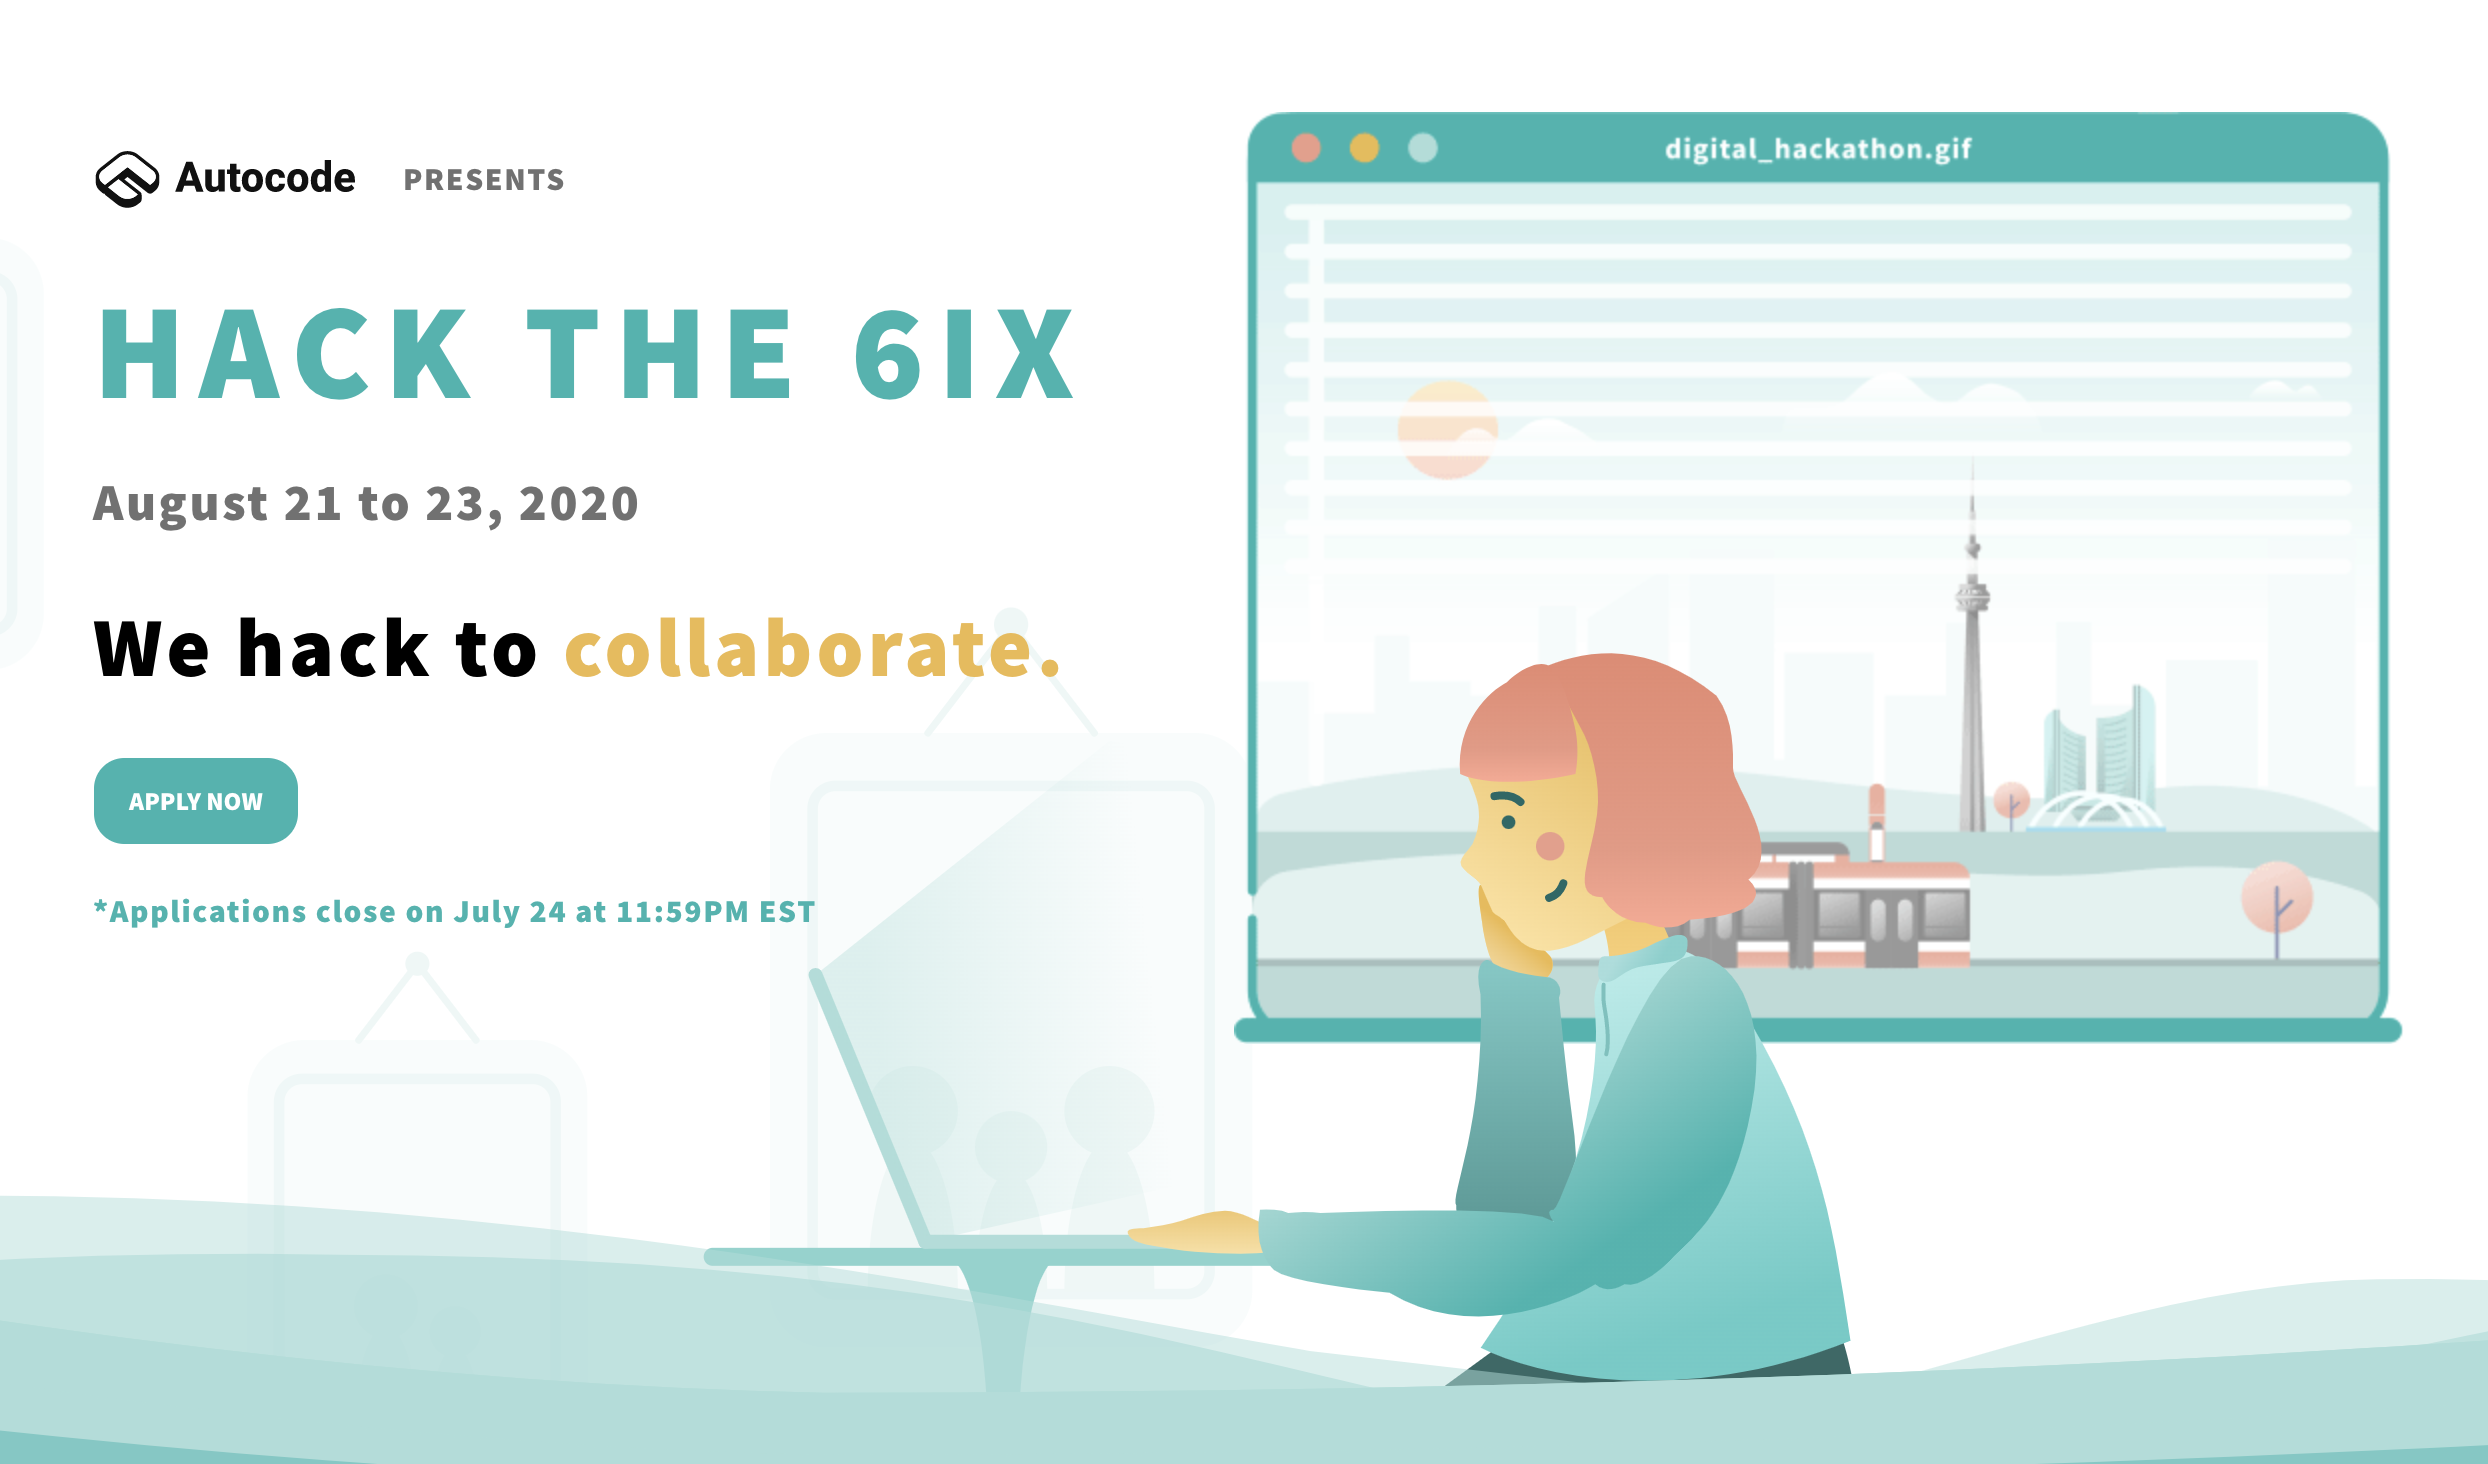 Autocode PRESENTS
HACK THE 6IX
August 21 to 23, 2020
We hack to collaborate.
APPLY NOW
*Applications close on July 24 at 11:59PM EST
digital_hackathon.gif